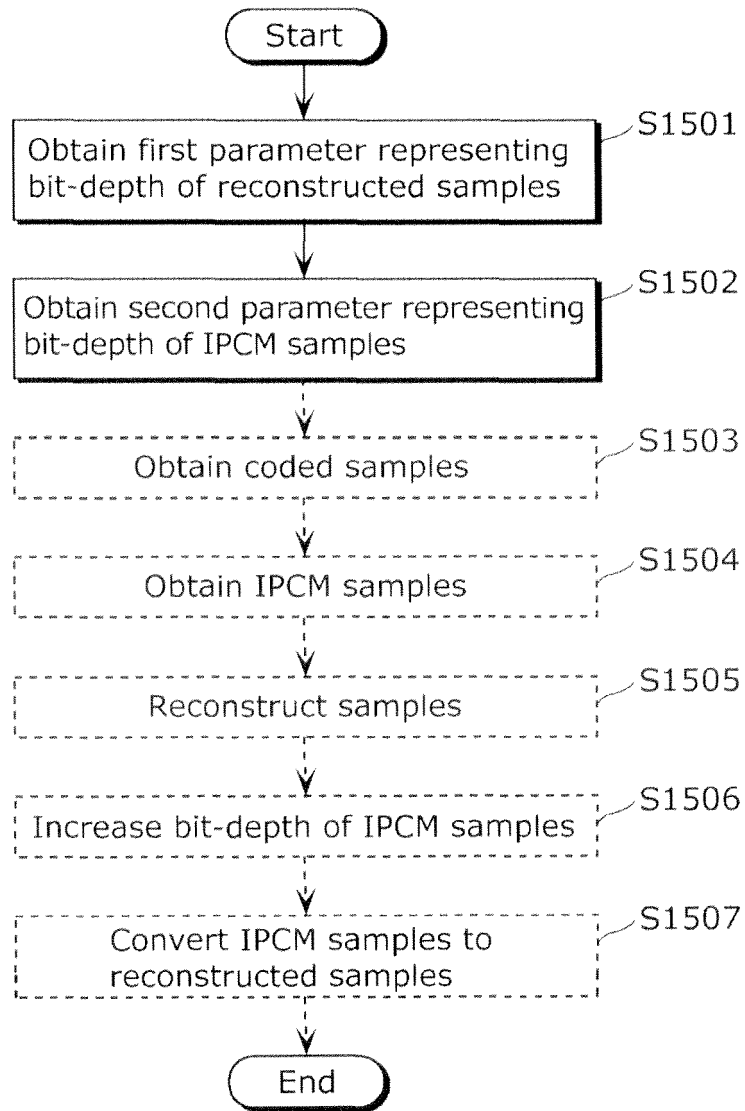 Start
S1501
Obtain first parameter representing
bit-depth of reconstructed samples
S1502
Obtain second parameter representing
bit-depth of IPCM samples
S1503
Obtain coded samples
S1504
Obtain IPCM samples
S1505
Reconstruct samples
S1506
Increase bit-depth of IPCM samples
S1507
Convert IPCM samples to
reconstructed samples
End